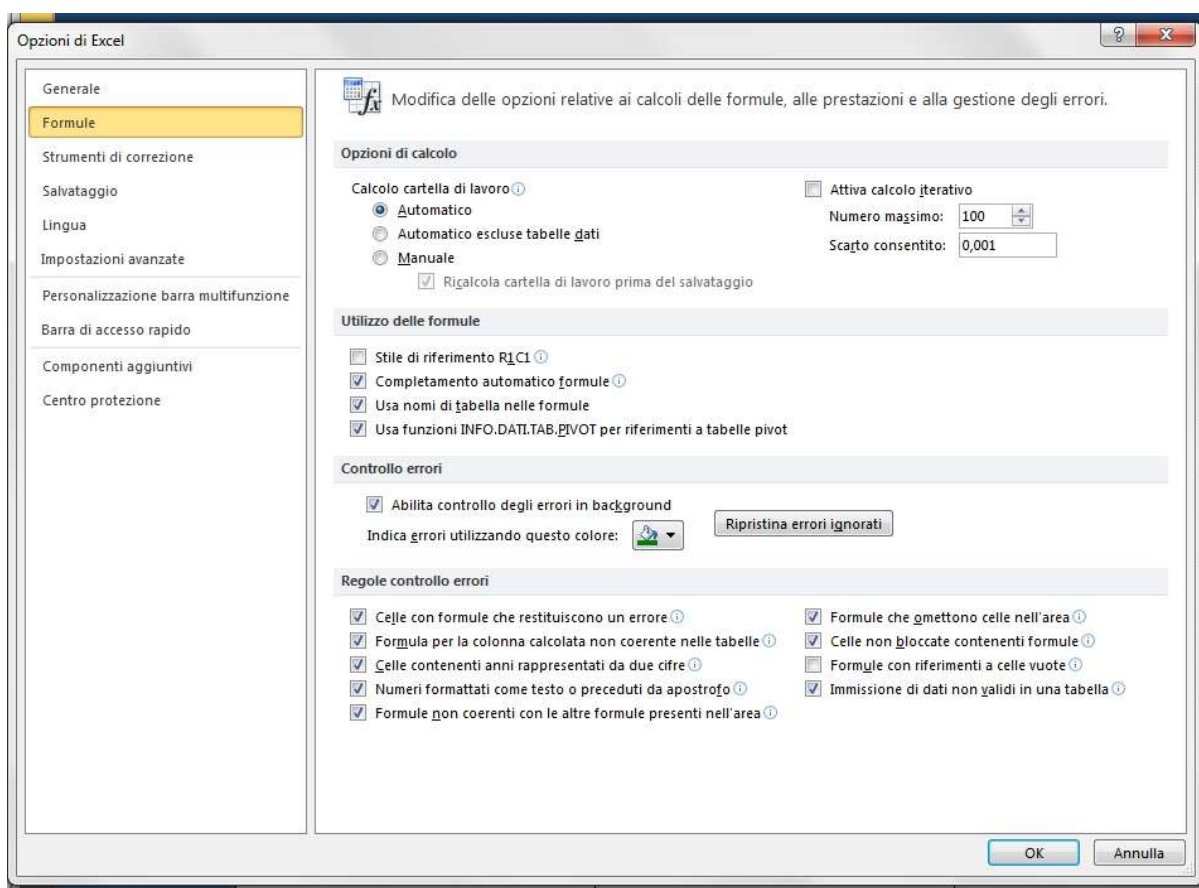 Opzioni di Excel
Generale
Formule
Strumenti di correzione
Salvataggio
Lingua
Impostazioni avanzate
Personalizzazione barra multifunzione
Barra di accesso rapido
Componenti aggiuntivi
Centro protezione
Modifica delle opzioni relative ai calcoli delle formule, alle prestazioni e alla gestione degli errori.
Opzioni di calcolo
Calcolo cartella di lavoro
Automatico
Automatico escluse tabelle dati
Manuale
Ricalcola cartella di lavoro prima del salvataggio
Attiva calcolo iterativo
Numero massimo: 100
Scarto consentito: 0,001
Utilizzo delle formule
Stile di riferimento R1C1
Completamento automatico formule
Usa nomi di tabella nelle formule
Usa funzioni INFO.DATI.TAB.PIVOT per riferimenti a tabelle pivot
Controllo errori
Abilita controllo degli errori in background
Indica errori utilizzando questo colore:
Ripristina errori ignorati
Regole controllo errori
Celle con formule che restituiscono un errore
Formula per la colonna calcolata non coerente nelle tabelle
Celle contenenti anni rappresentati da due cifre
Numeri formattati come testo o preceduti da apostrofo
Formule non coerenti con le altre formule presenti nell'area
Formule che omettono celle nell'area
Celle non bloccate contenenti formule
Formule con riferimenti a celle vuote
Immissione di dati non validi in una tabella
OK
Annulla